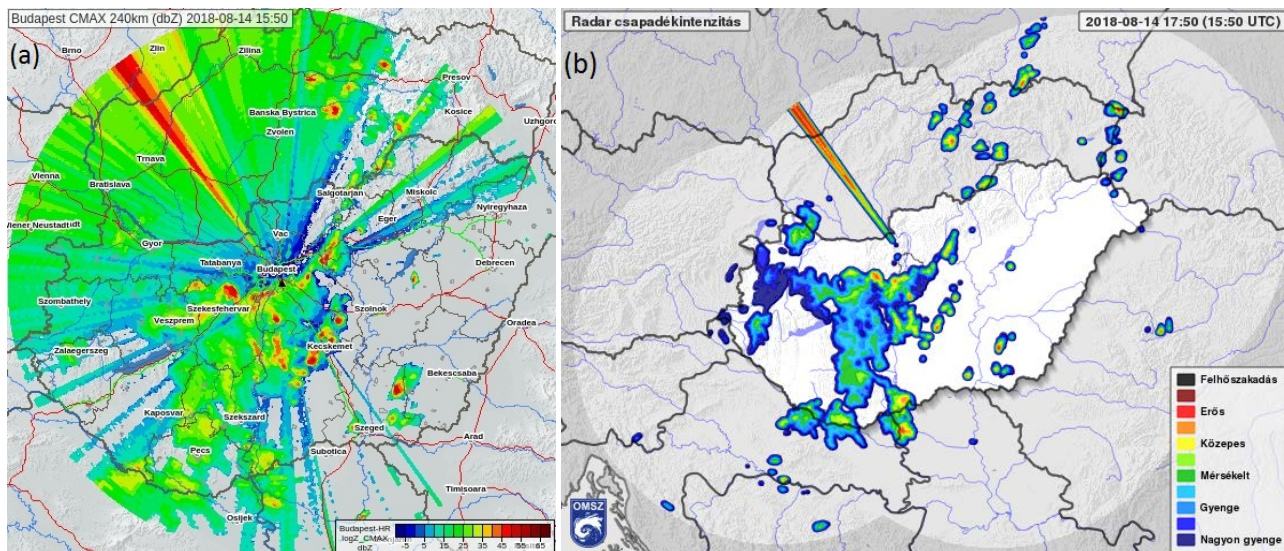 Budapest CMAX 240km (dbZ) 2018-08-14 15:50
(a)
Brno
Zlin
Zilina
Presov
Banska Bystrica
Kosice
Zvolen
Uzhgorod
Trnava
Vienna
Bratislava
Salgotarjan
Miskolc
Nyiregyhaza
Wiener Neustadt
Eger
Vac
Gyor
Tatabanya
Budapest
Debrecen
Szombathely
Szekesfehervar
Szolnok
Veszprem
Oradea
Zalaegerszeg
Kecskemet
Bekescsaba
Kaposvar
Szekszard
Szeged
Arad
Pecs
Subotica
Timisoara
Osijek
Budapest-HR
logZ_CMAX
dbZ
-5 5 15 25 35 45 55 65
Radar csapadékintenzitás
2018-08-14 17:50 (15:50 UTC)
(b)
Felhőszakadás
Erős
Közepes
Mérsékelt
Gyenge
Nagyon gyenge
OMSZ